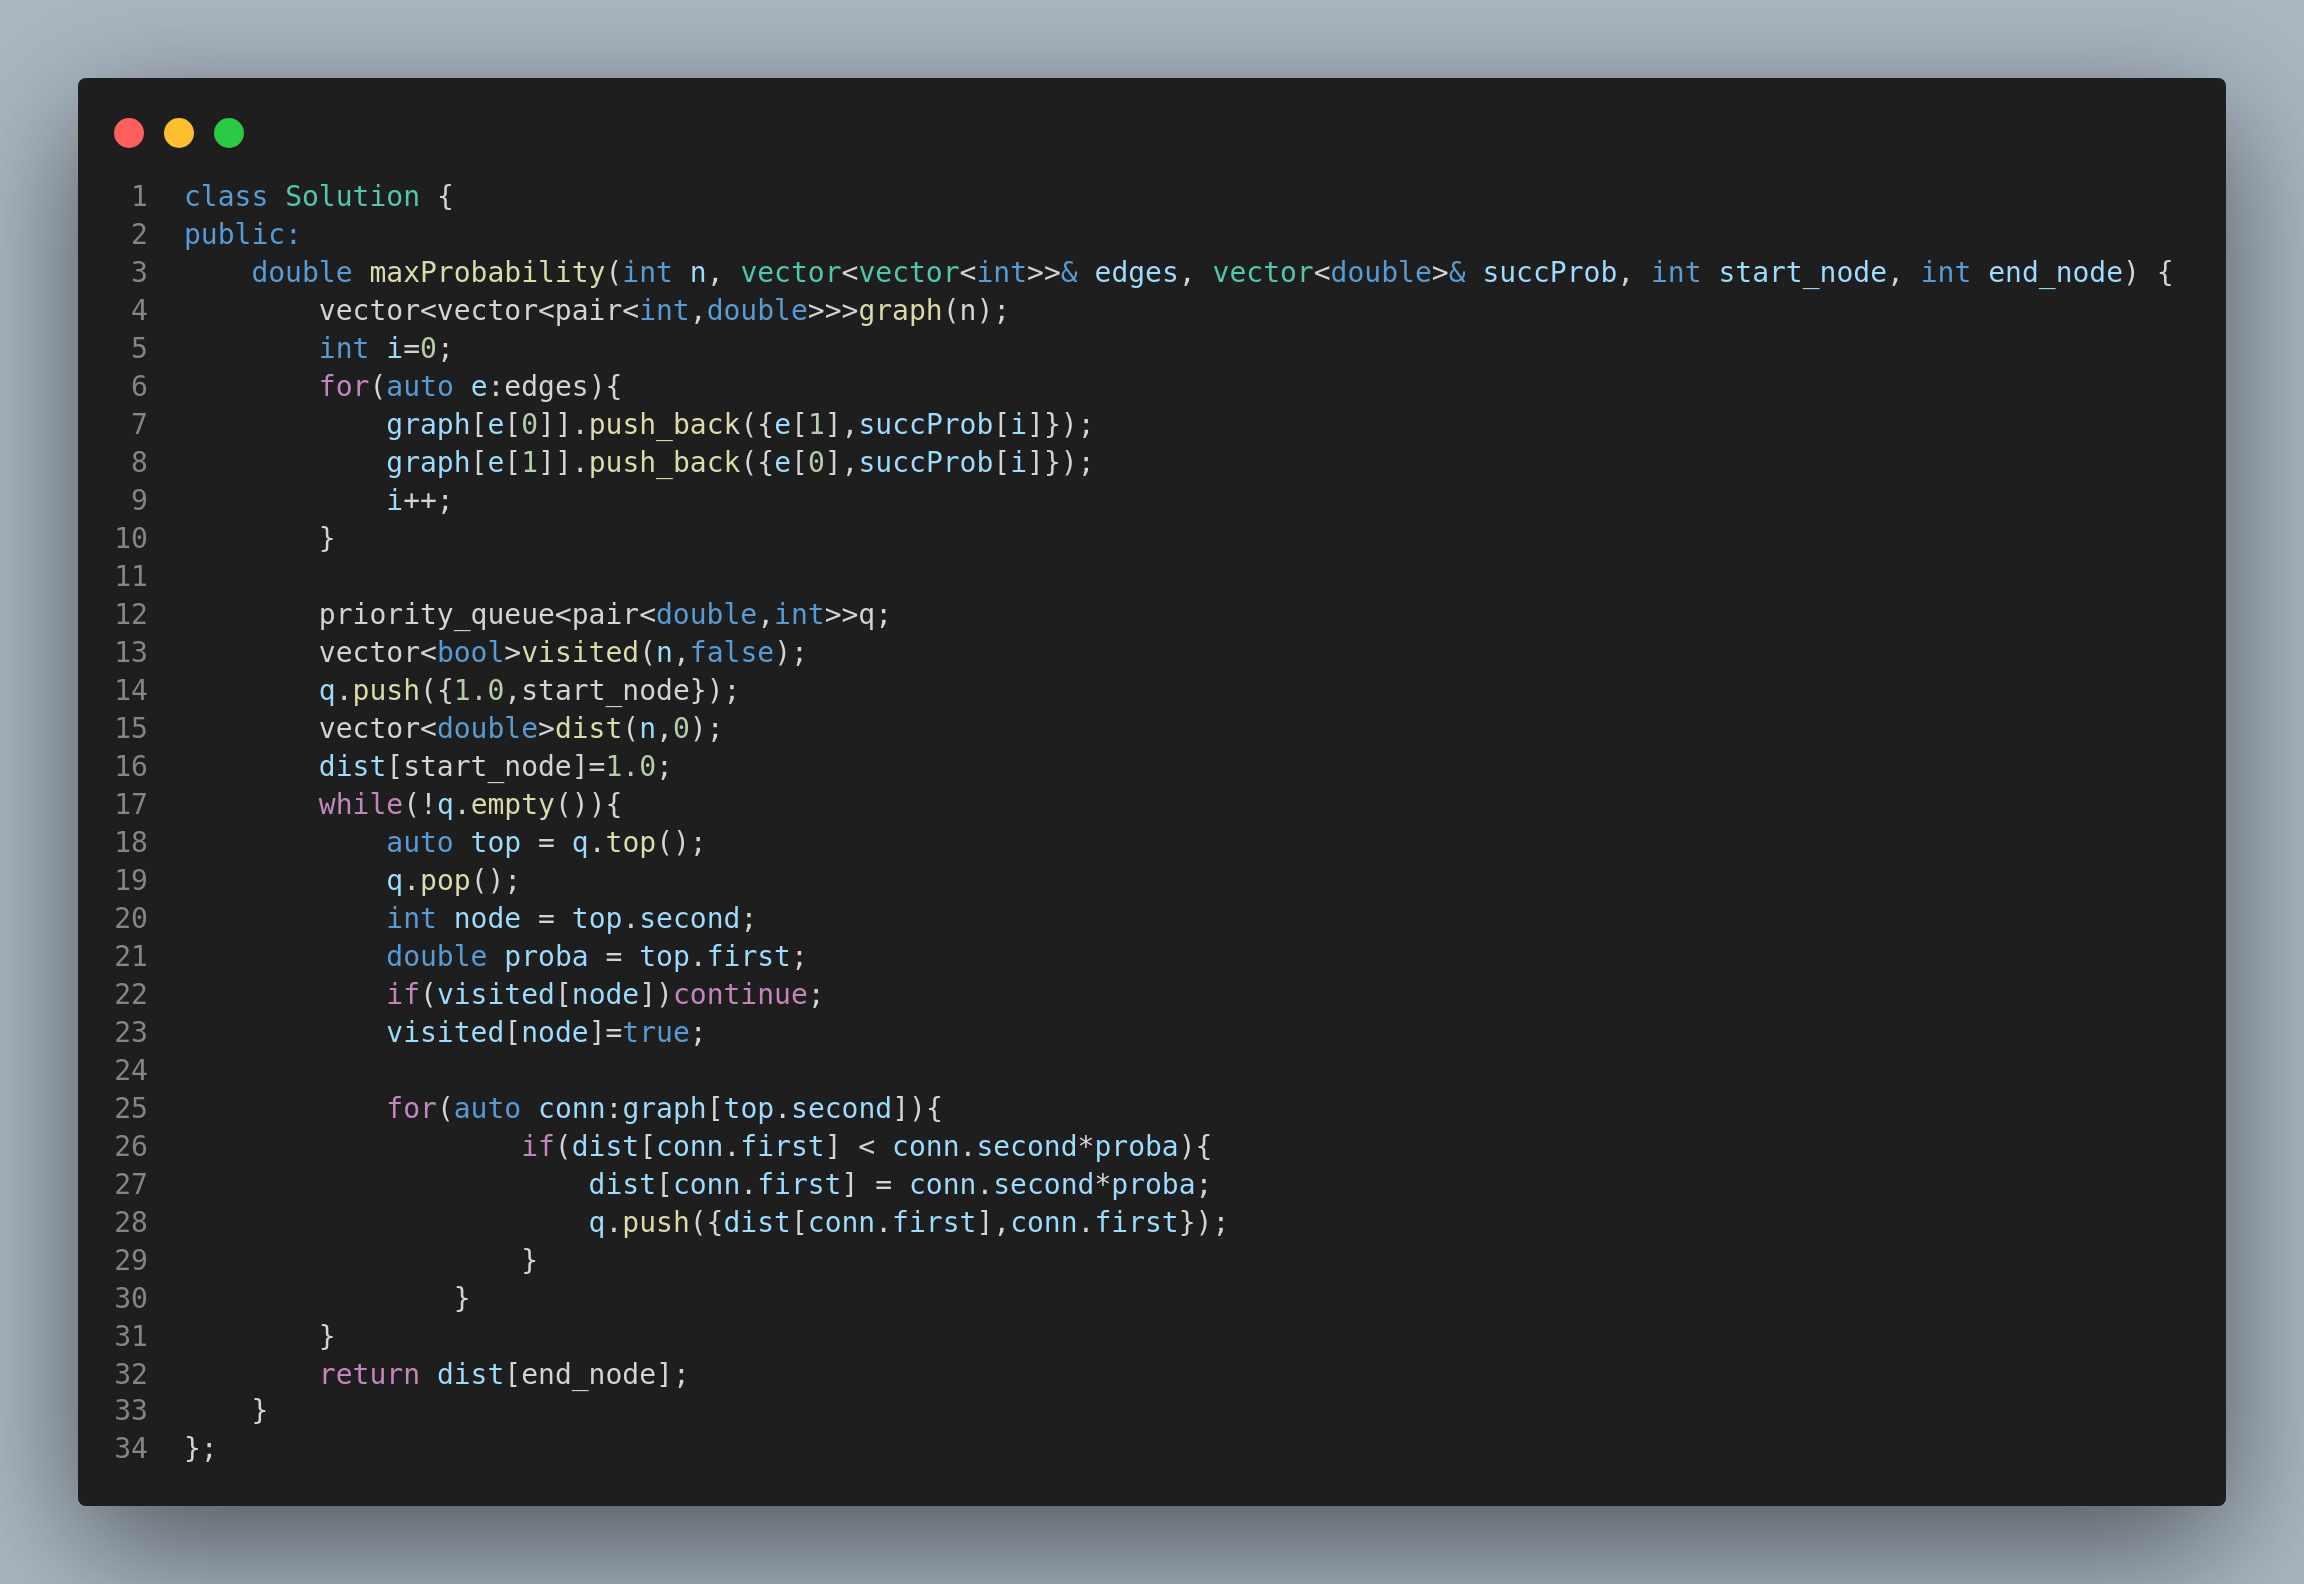 1 class Solution {
2 public:
3     double maxProbability(int n, vector<vector<int>>& edges, vector<double>& succProb, int start_node, int end_node) {
4         vector<vector<pair<int,double>>>graph(n);
5         int i=0;
6         for(auto e:edges){
7             graph[e[0]].push_back({e[1],succProb[i]});
8             graph[e[1]].push_back({e[0],succProb[i]});
9             i++;
10         }
11
12         priority_queue<pair<double,int>>q;
13         vector<bool>visited(n,false);
14         q.push({1.0,start_node});
15         vector<double>dist(n,0);
16         dist[start_node]=1.0;
17         while(!q.empty()){
18             auto top = q.top();
19             q.pop();
20             int node = top.second;
21             double proba = top.first;
22             if(visited[node])continue;
23             visited[node]=true;
24
25             for(auto conn:graph[top.second]){
26                     if(dist[conn.first] < conn.second*proba){
27                         dist[conn.first] = conn.second*proba;
28                         q.push({dist[conn.first],conn.first});
29                     }
30                 }
31         }
32         return dist[end_node];
33     }
34 };